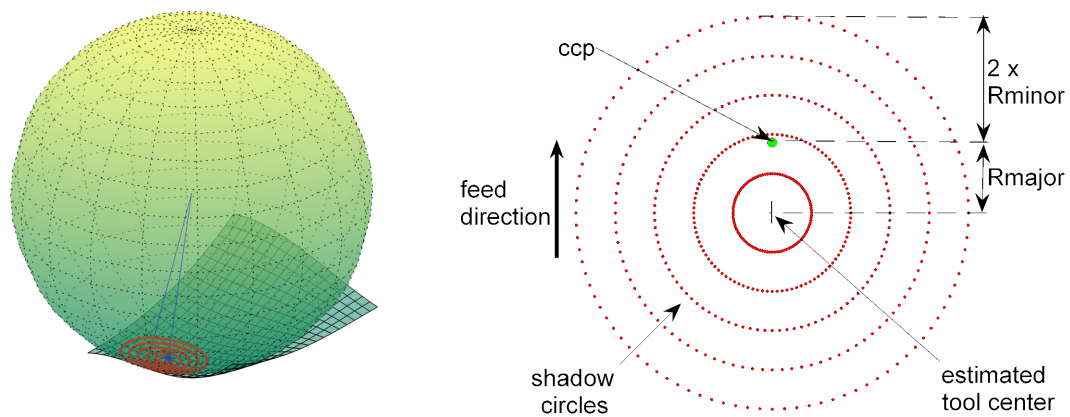 ccp
2 x
Rminor
Rmajor
feed
direction
shadow
circles
estimated
tool center